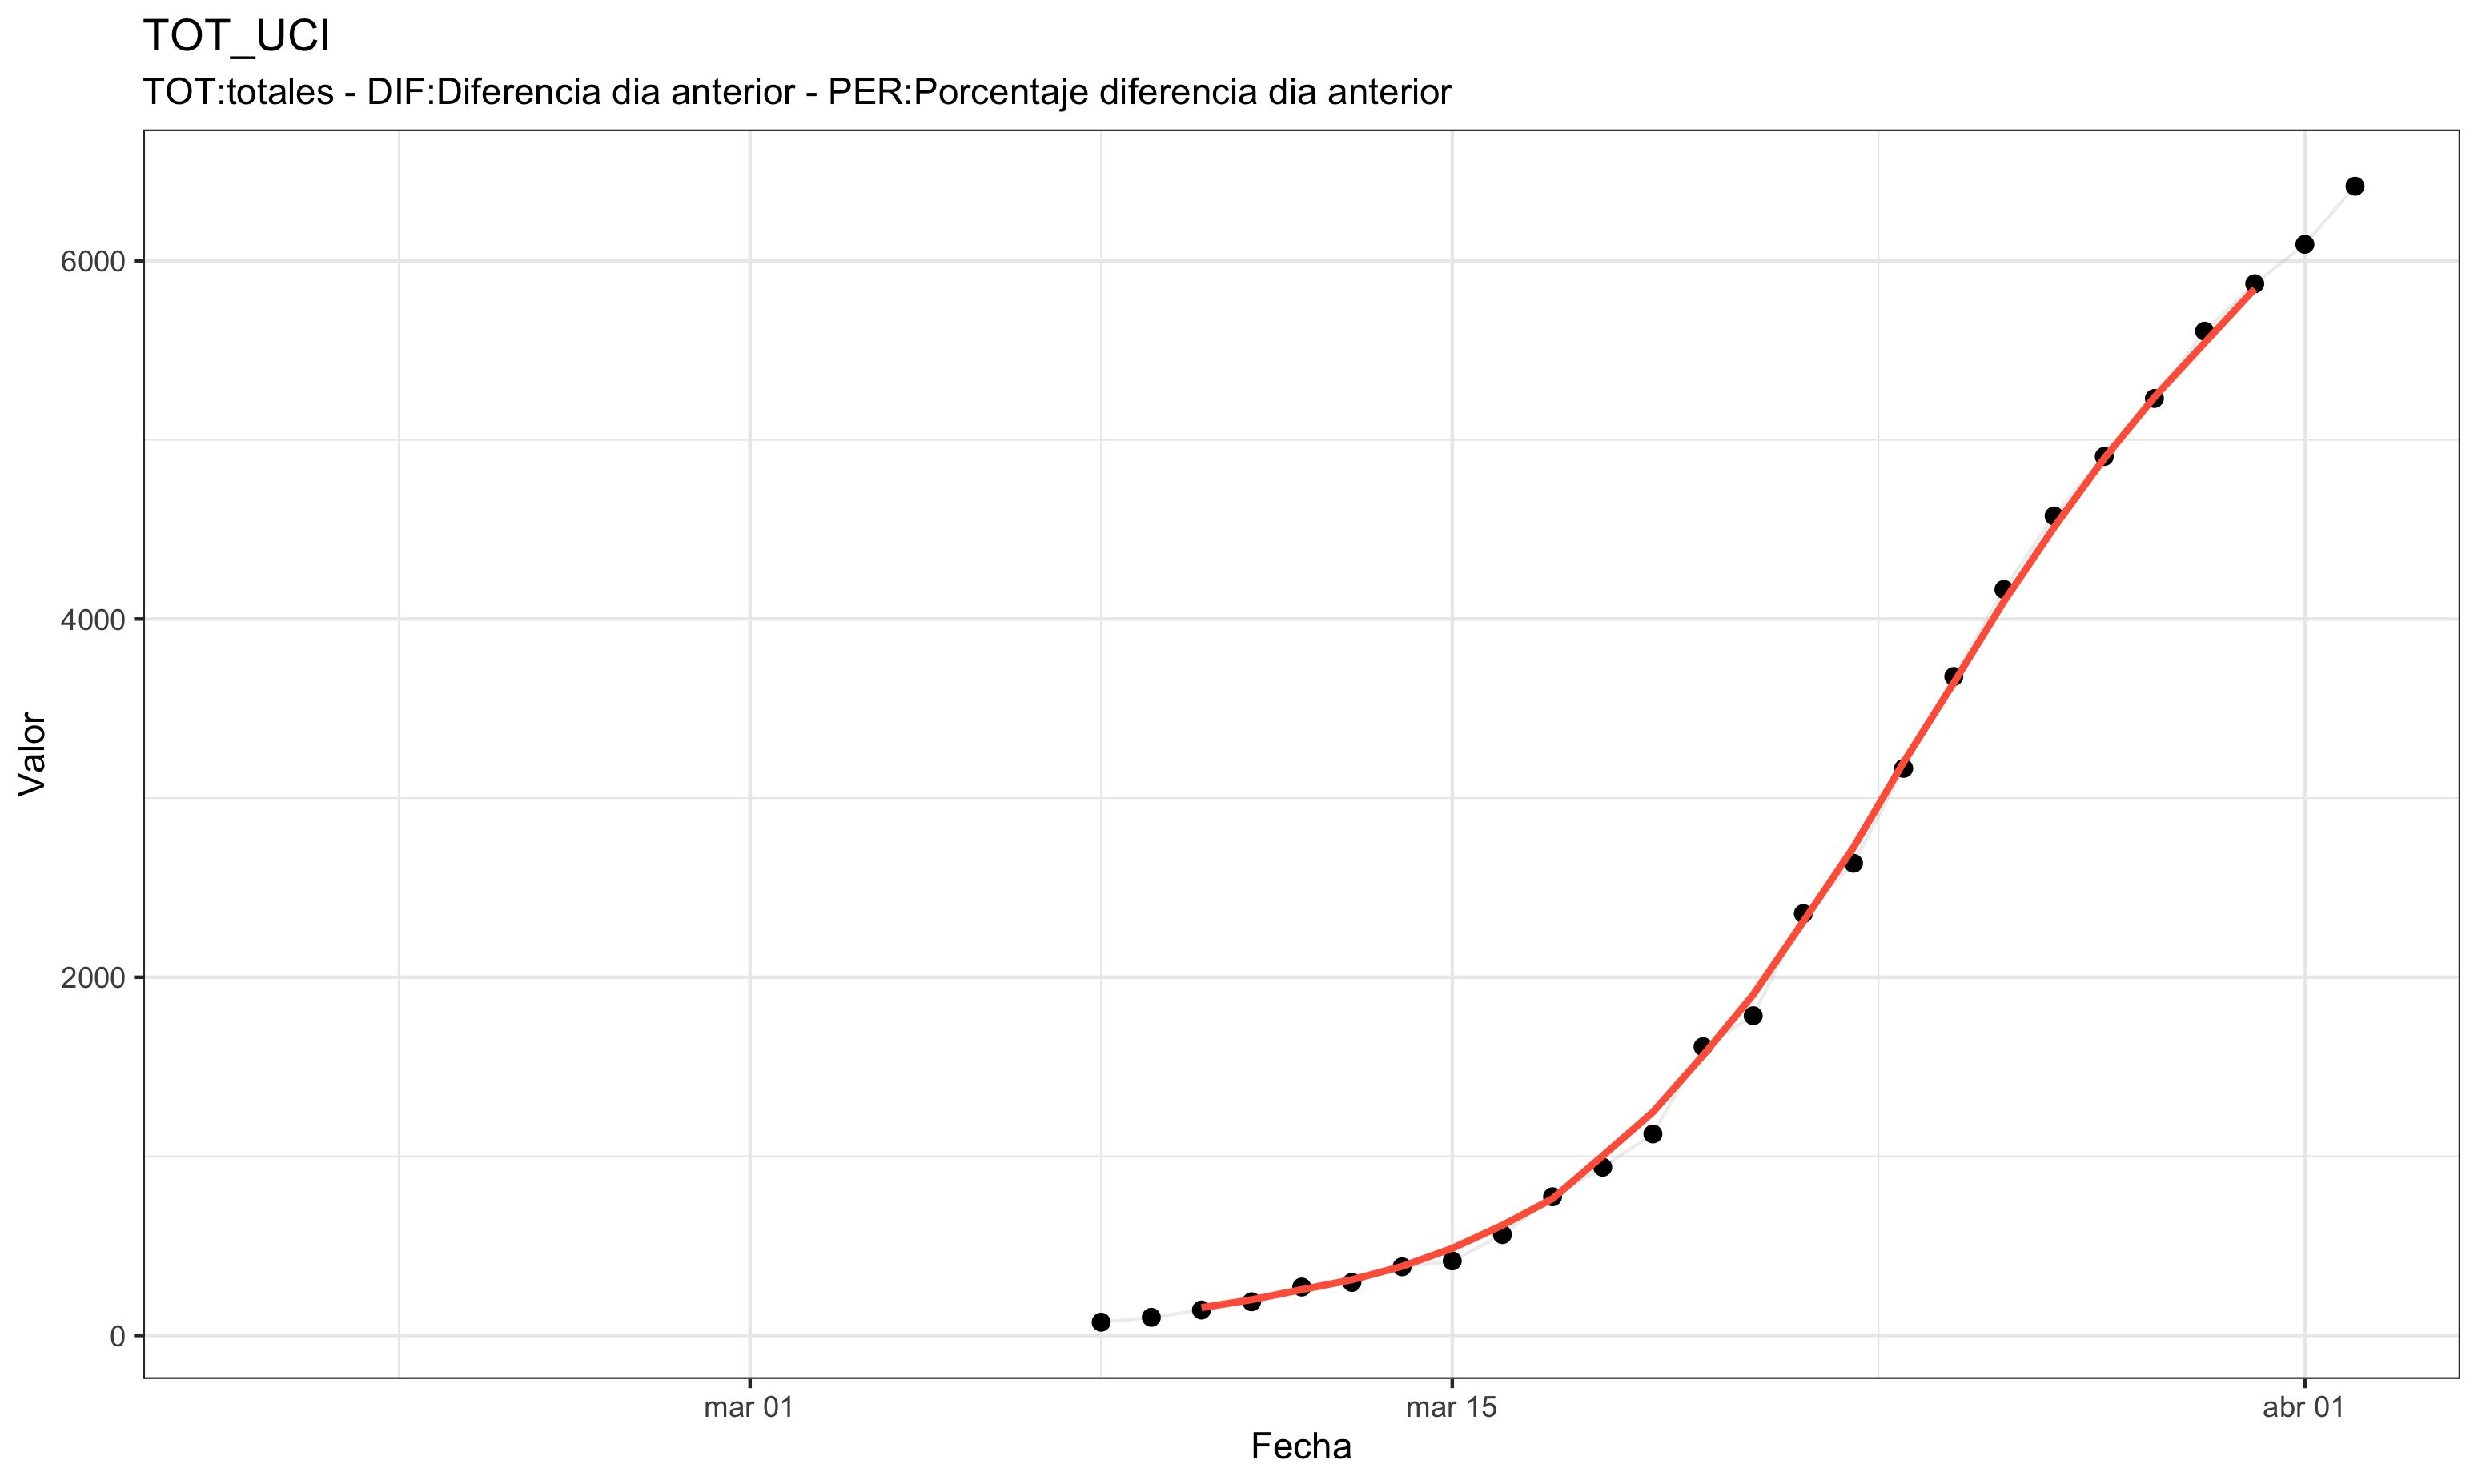 TOT_UCI
TOT:totales - DIF:Diferencia dia anterior - PER:Porcentaje diferencia dia anterior
6000
4000
2000
0
Valor
mar 01
mar 15
abr 01
Fecha